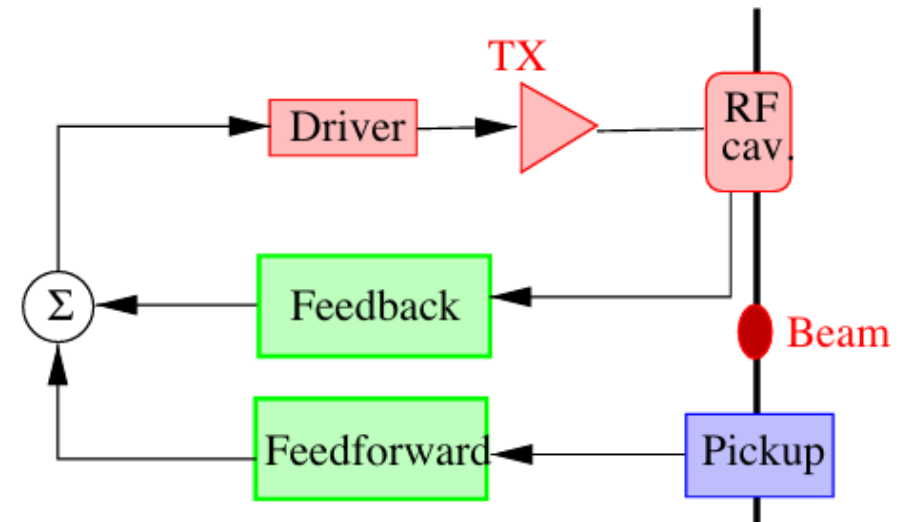 TX
Driver
RF
cav.
Σ
Feedback
Beam
Feedforward
Pickup